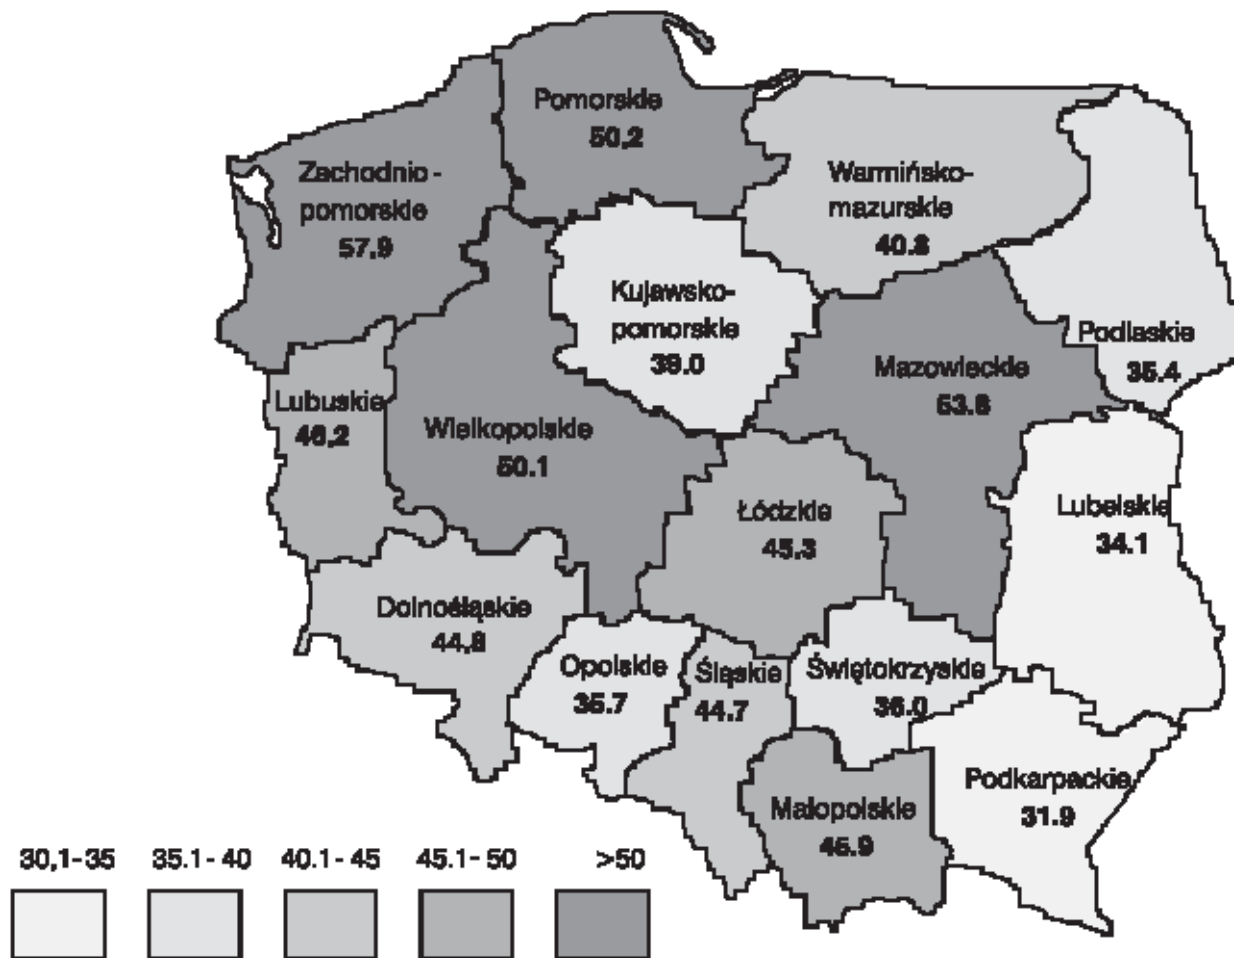 Pomorskie
50,2
Zachodnio-
pomorskie
57,9
Warmińsko-
mazurskie
40.8
Kujawsko-
pomorskie
39.0
Podlaskie
35.4
Mazowieckie
53.8
Lubuskie
46,2
Wielkopolskie
50.1
Łódzkie
45.3
Lubelskie
34.1
Dolnośląskie
44,8
Opolskie
35.7
Śląskie
44.7
Świętokrzyskie
36.0
Podkarpackie
31.9
Małopolskie
45.9
30,1-35 35.1-40 40.1-45 45.1-50 >50